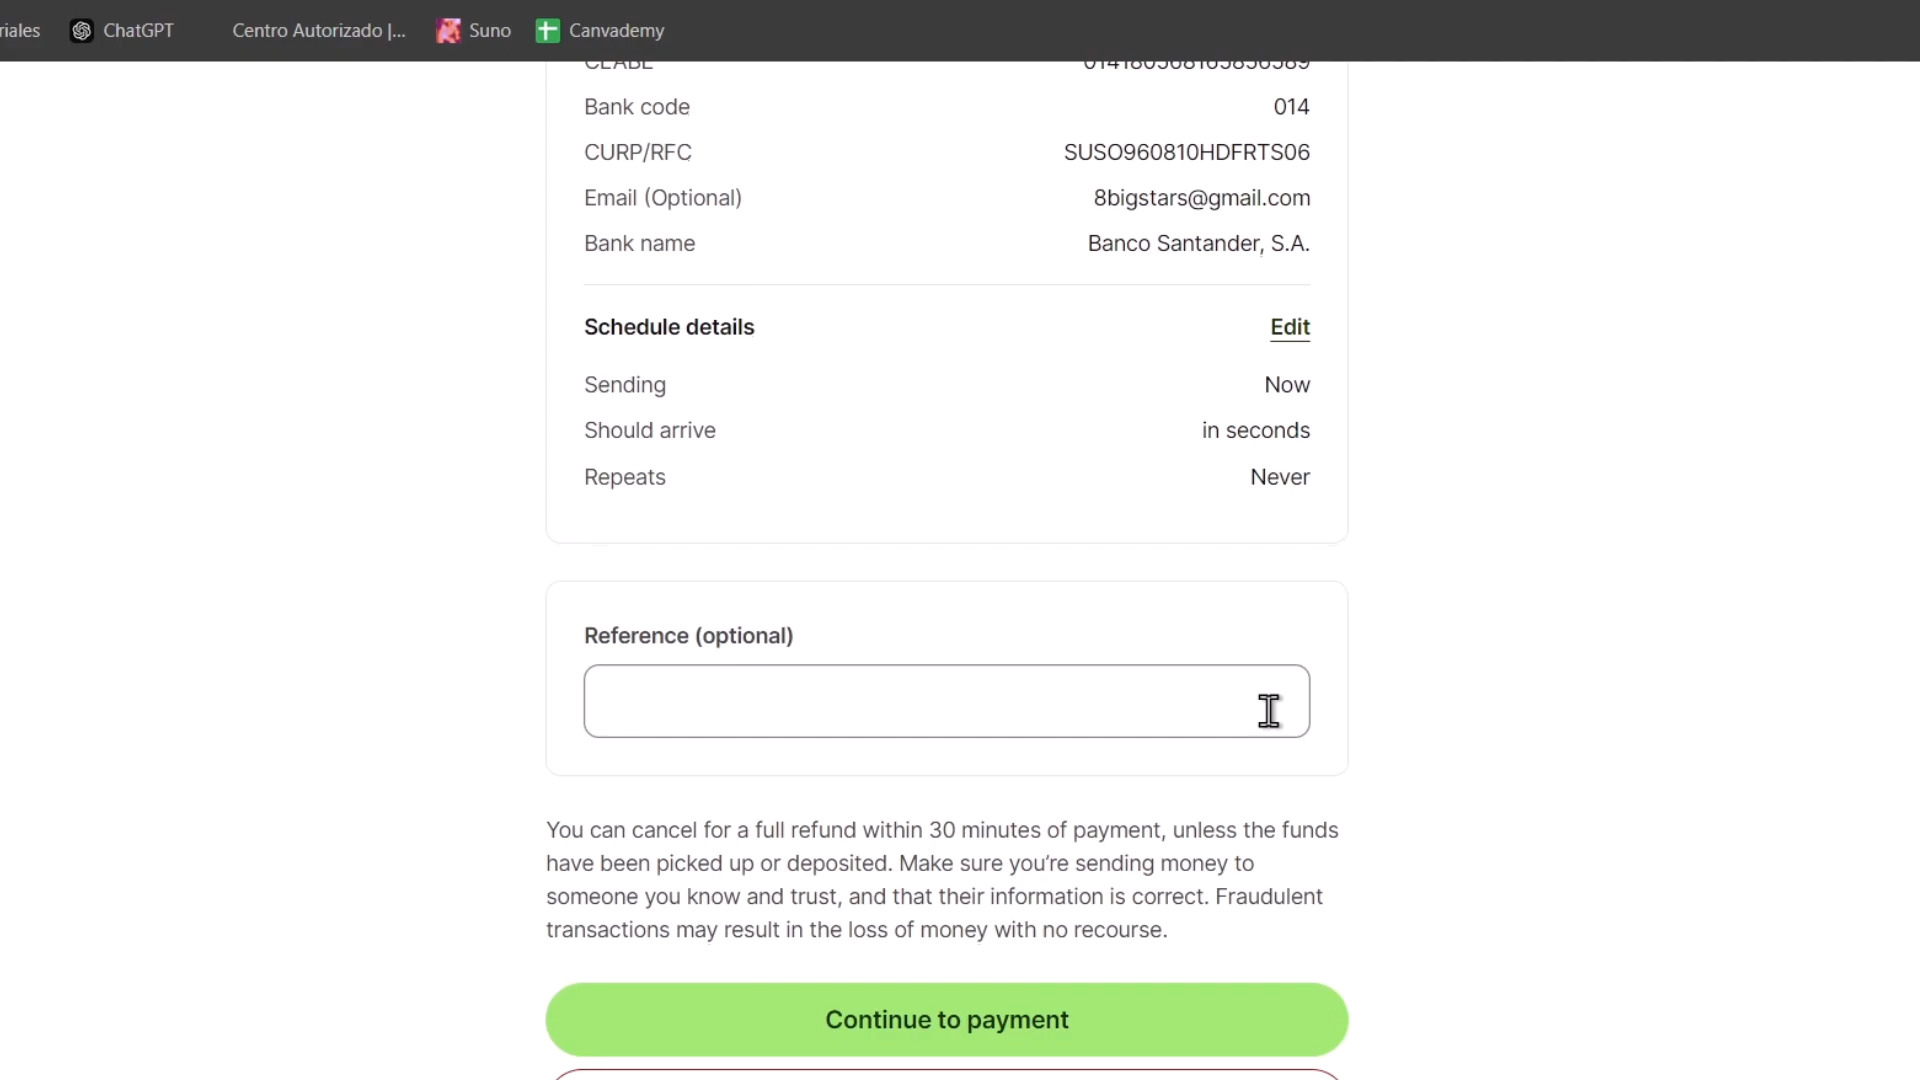 riales ChatGPT Centro Autorizado |... Suno Canvademy
CLABE
Bank code 014
CURP/RFC SUSO960810HDFRTS06
Email (Optional) 8bigstars@gmail.com
Bank name Banco Santander, S.A.
Schedule details Edit
Sending Now
Should arrive in seconds
Repeats Never
Reference (optional)
You can cancel for a full refund within 30 minutes of payment, unless the funds
have been picked up or deposited. Make sure you’re sending money to
someone you know and trust, and that their information is correct. Fraudulent
transactions may result in the loss of money with no recourse.
Continue to payment